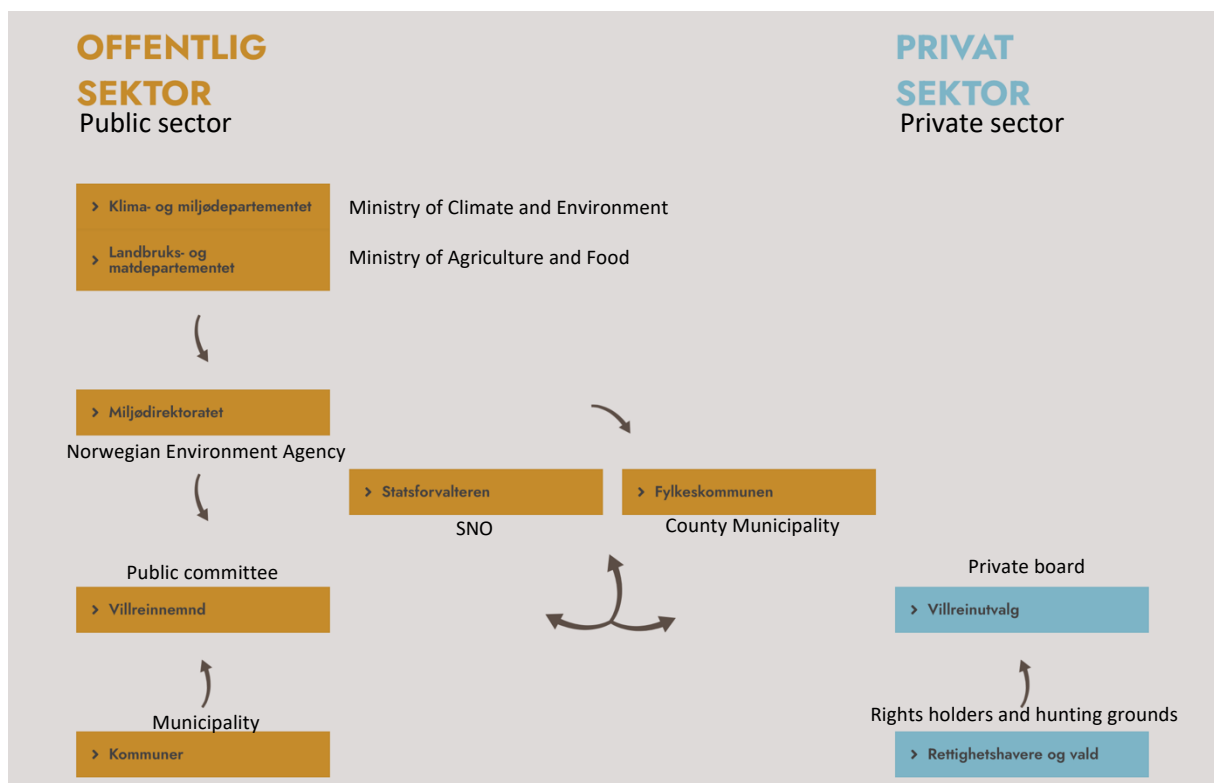 OFFENTLIG
SEKTOR
Public sector
PRIVAT
SEKTOR
Private sector
Klima- og miljødepartementet
Ministry of Climate and Environment
Landbruks- og
matdepartementet
Ministry of Agriculture and Food
Miljødirektoratet
Norwegian Environment Agency
Statsforvalteren
SNO
Fylkeskommunen
County Municipality
Public committee
Villreinnemnd
Private board
Villreinutvalg
Municipality
Kommuner
Rights holders and hunting grounds
Rettighetshavere og vald